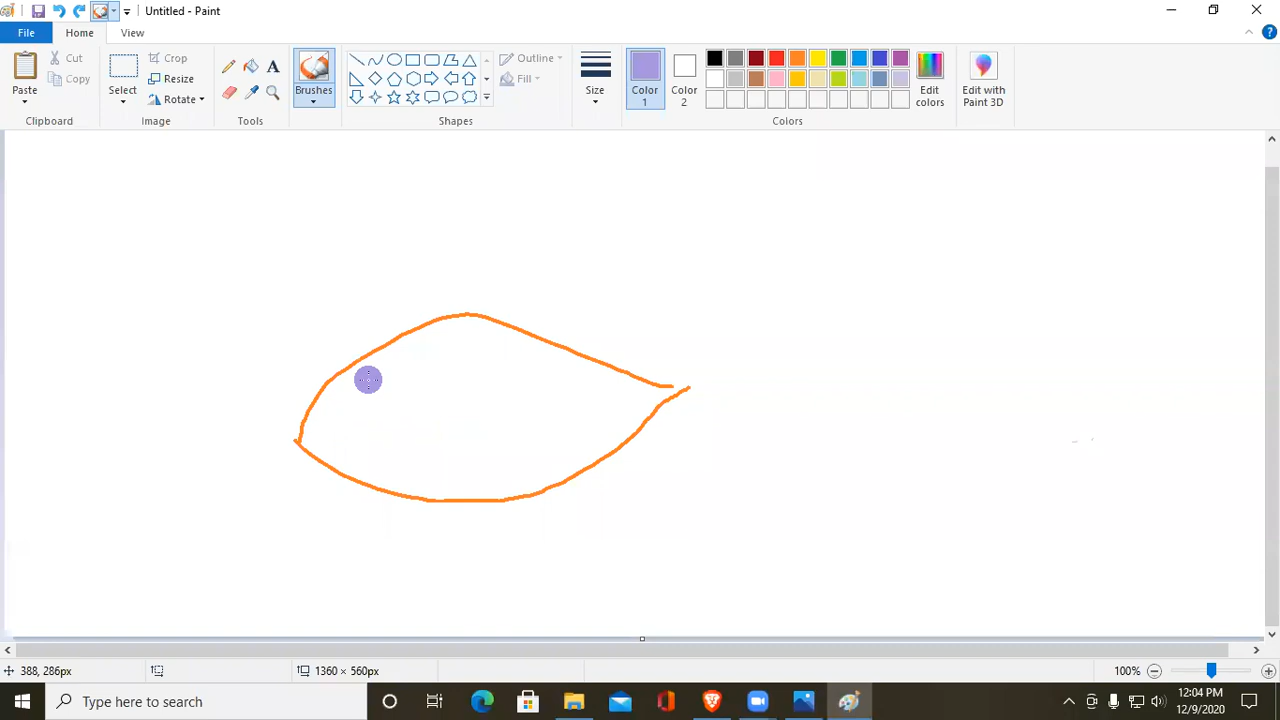 Untitled - Paint
File Home View
Paste
Cut
Copy
Clipboard
Select
Crop
Resize
Rotate
Image
A
Tools
Brushes
Outline
Fill
Shapes
Size
Color 1
Color 2
Edit colors
Colors
Edit with Paint 3D
388, 286px
1360 × 560px
100%
Type here to search
12:04 PM
12/9/2020